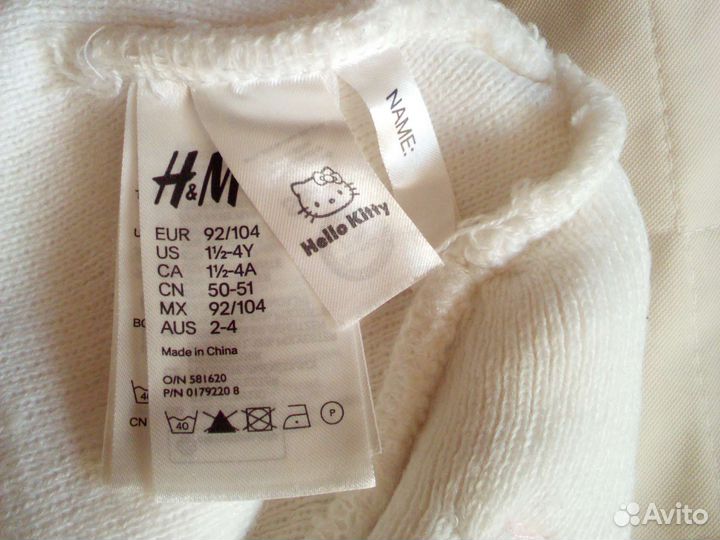 H&M
EUR 92/104
US 1½-4Y
CA 1½-4A
CN 50-51
MX 92/104
AUS 2-4
Made in China
O/N 581620
P/N 0179220 8
40
P
Hello Kitty
NAME:
CN
Avito